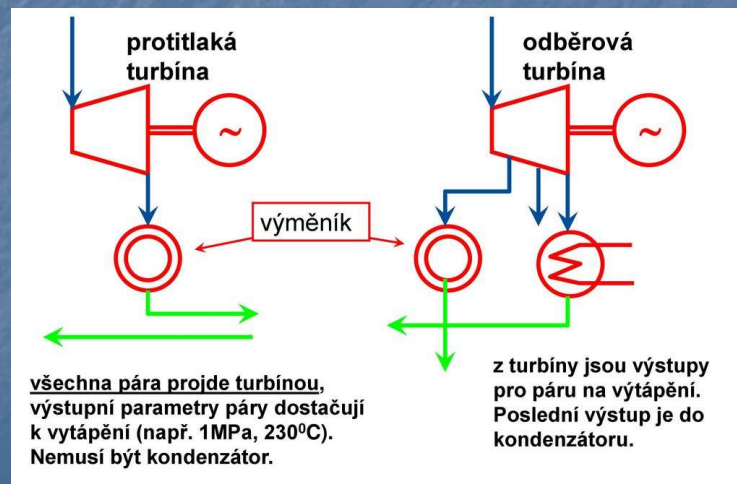 protitlaká
turbína
~
odběrová
turbína
~
výměník
všechna pára projde turbínou,
výstupní parametry páry dostačují
k vytápění (např. 1MPa, 230⁰C).
Nemusí být kondenzátor.
z turbíny jsou výstupy
pro páru na výtápění.
Poslední výstup je do
kondenzátoru.